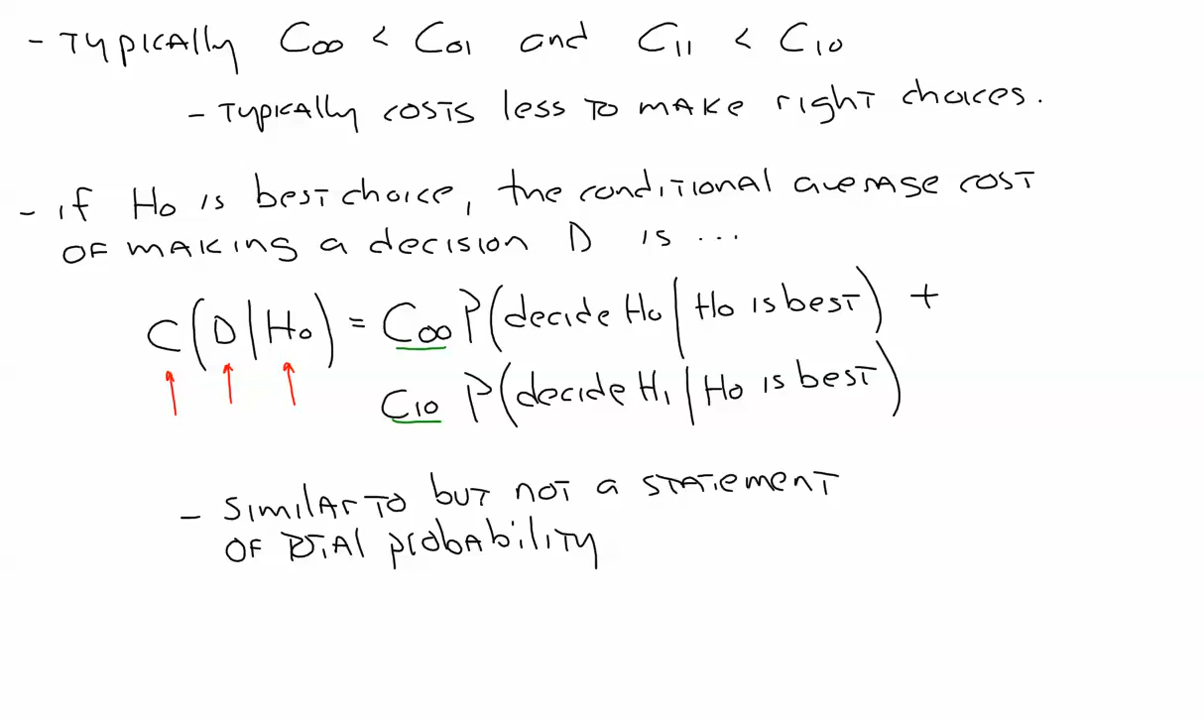 - Typically C00 < C01 and C11 < C10
- Typically costs less to make right choices.
- if H0 is best choice, the conditional average cost
of making a decision D is ...
C(D|H0) = C00 P(decide H0 | H0 is best) +
C10 P(decide H1 | H0 is best)
- Similar to but not a statement
of total probability